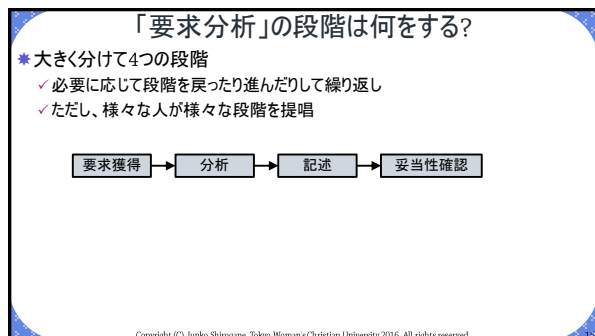 「要求分析」の段階は何をする?
大きく分けて4つの段階
必要に応じて段階を戻ったり進んだりして繰り返し
ただし、様々な人が様々な段階を提唱
要求獲得 分析 記述 妥当性確認
Copyright (C) Junko Shirogane, Tokyo Woman's Christian University 2016, All rights reserved.